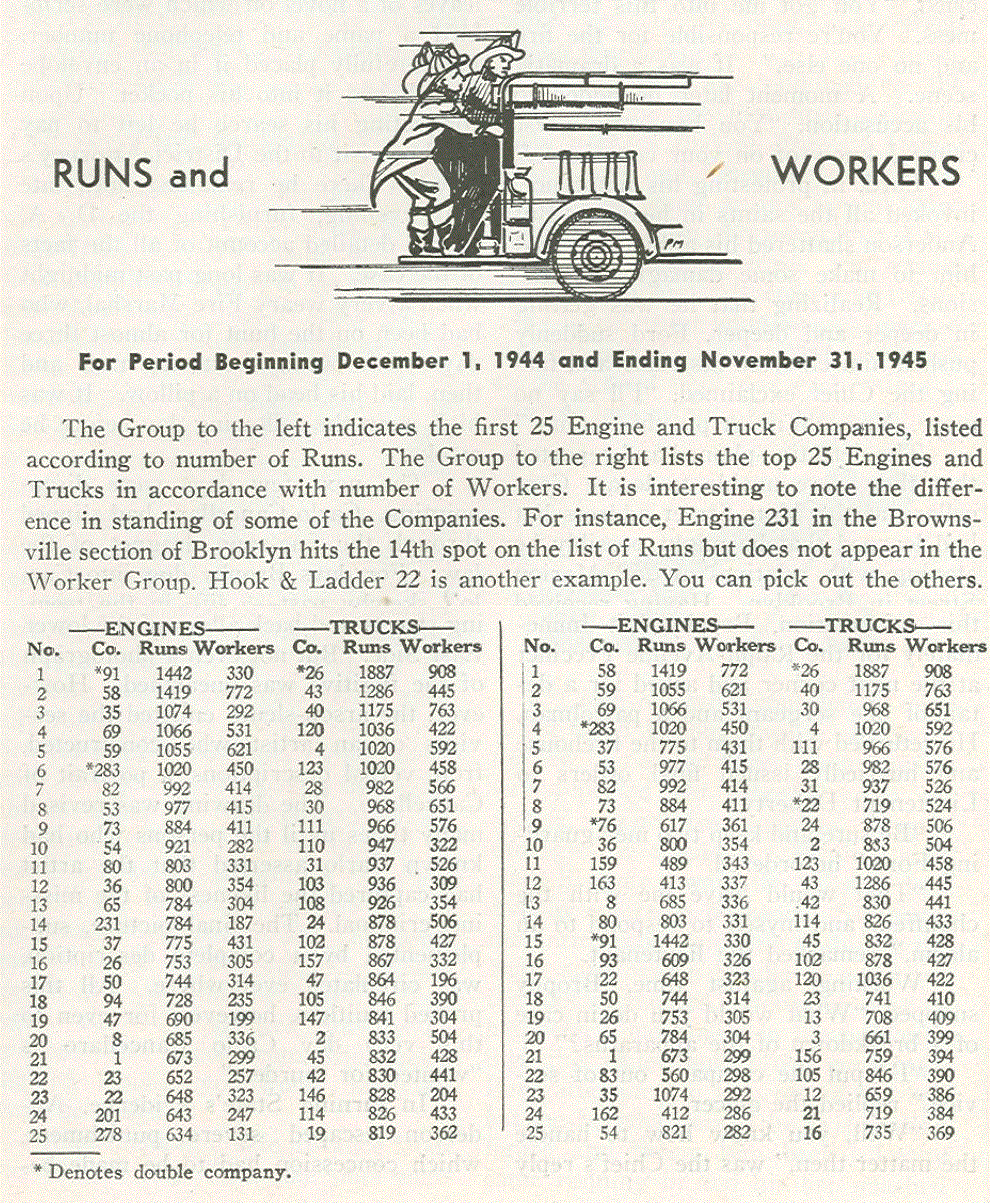 RUNS and WORKERS
PM
For Period Beginning December 1, 1944 and Ending November 31, 1945
The Group to the left indicates the first 25 Engine and Truck Companies, listed
according to number of Runs. The Group to the right lists the top 25 Engines and
Trucks in accordance with number of Workers. It is interesting to note the differ-
ence in standing of some of the Companies. For instance, Engine 231 in the Browns-
ville section of Brooklyn hits the 14th spot on the list of Runs but does not appear in the
Worker Group. Hook & Ladder 22 is another example. You can pick out the others.
ENGINES TRUCKS ENGINES TRUCKS
No. Co. Runs Workers Co. Runs Workers No. Co. Runs Workers Co. Runs Workers
1 *91 1442 330 *26 1887 908 1 58 1419 772 *26 1887 908
2 58 1419 772 43 1286 445 2 59 1055 621 40 1175 763
3 35 1074 292 40 1175 763 3 69 1066 531 30 968 651
4 69 1066 531 120 1036 422 4 *283 1020 450 4 1020 592
5 59 1055 621 4 1020 592 5 37 775 431 111 966 576
6 *283 1020 450 123 1020 458 6 53 977 415 28 982 576
7 82 992 414 28 982 566 7 82 992 414 31 937 526
8 53 977 415 30 968 651 8 73 884 411 *22 719 524
9 73 884 411 111 966 576 9 *76 617 361 24 878 506
10 54 921 282 110 947 322 10 36 800 354 2 833 504
11 80 803 331 31 937 526 11 159 489 343 123 1020 458
12 36 800 354 103 936 309 12 163 413 337 43 1286 445
13 65 784 304 108 926 354 13 8 685 336 42 830 441
14 231 784 187 24 878 506 14 80 803 331 114 826 433
15 37 775 431 102 878 427 15 *91 1442 330 45 832 428
16 26 753 305 157 867 332 16 93 609 326 102 878 427
17 50 744 314 47 864 196 17 22 648 323 120 1036 422
18 94 728 235 105 846 390 18 50 744 314 23 741 410
19 47 690 199 147 841 304 19 26 753 305 13 708 409
20 8 685 336 2 833 504 20 65 784 304 3 661 399
21 1 673 299 45 832 428 21 1 673 299 156 759 394
22 23 652 257 42 830 441 22 83 560 298 105 846 390
23 22 648 323 146 828 204 23 35 1074 292 12 659 386
24 201 643 247 114 826 433 24 162 412 286 21 719 384
25 278 634 131 19 819 362 25 54 821 282 16 735 369
* Denotes double company.